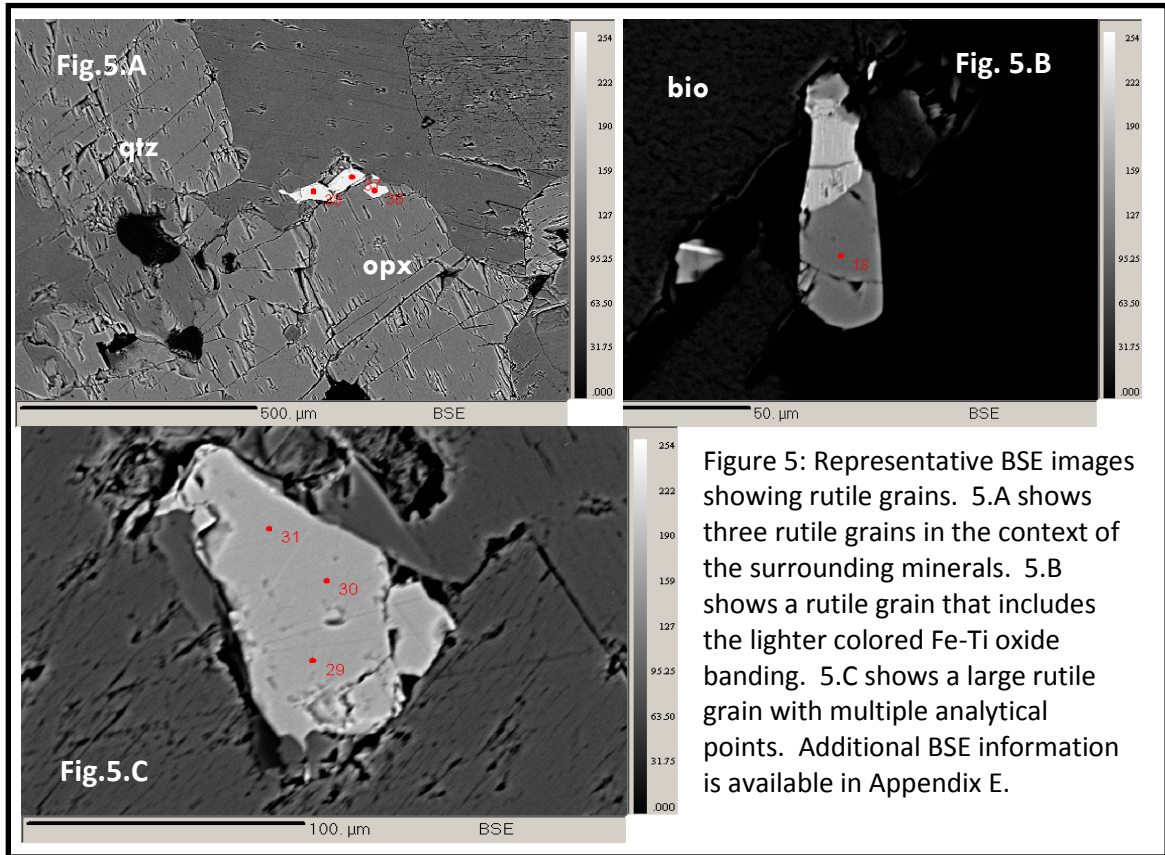 Fig.5.A
qtz
opx
36
254
222
190
159
127
95.25
63.50
31.75
.000
500. µm BSE
Fig. 5.B
bio
18
254
222
190
159
127
95.25
63.50
31.75
.000
50. µm BSE
31
30
29
Fig.5.C
254
222
190
159
127
95.25
63.50
31.75
.000
100. µm BSE
Figure 5: Representative BSE images
showing rutile grains. 5.A shows
three rutile grains in the context of
the surrounding minerals. 5.B
shows a rutile grain that includes
the lighter colored Fe-Ti oxide
banding. 5.C shows a large rutile
grain with multiple analytical
points. Additional BSE information
is available in Appendix E.